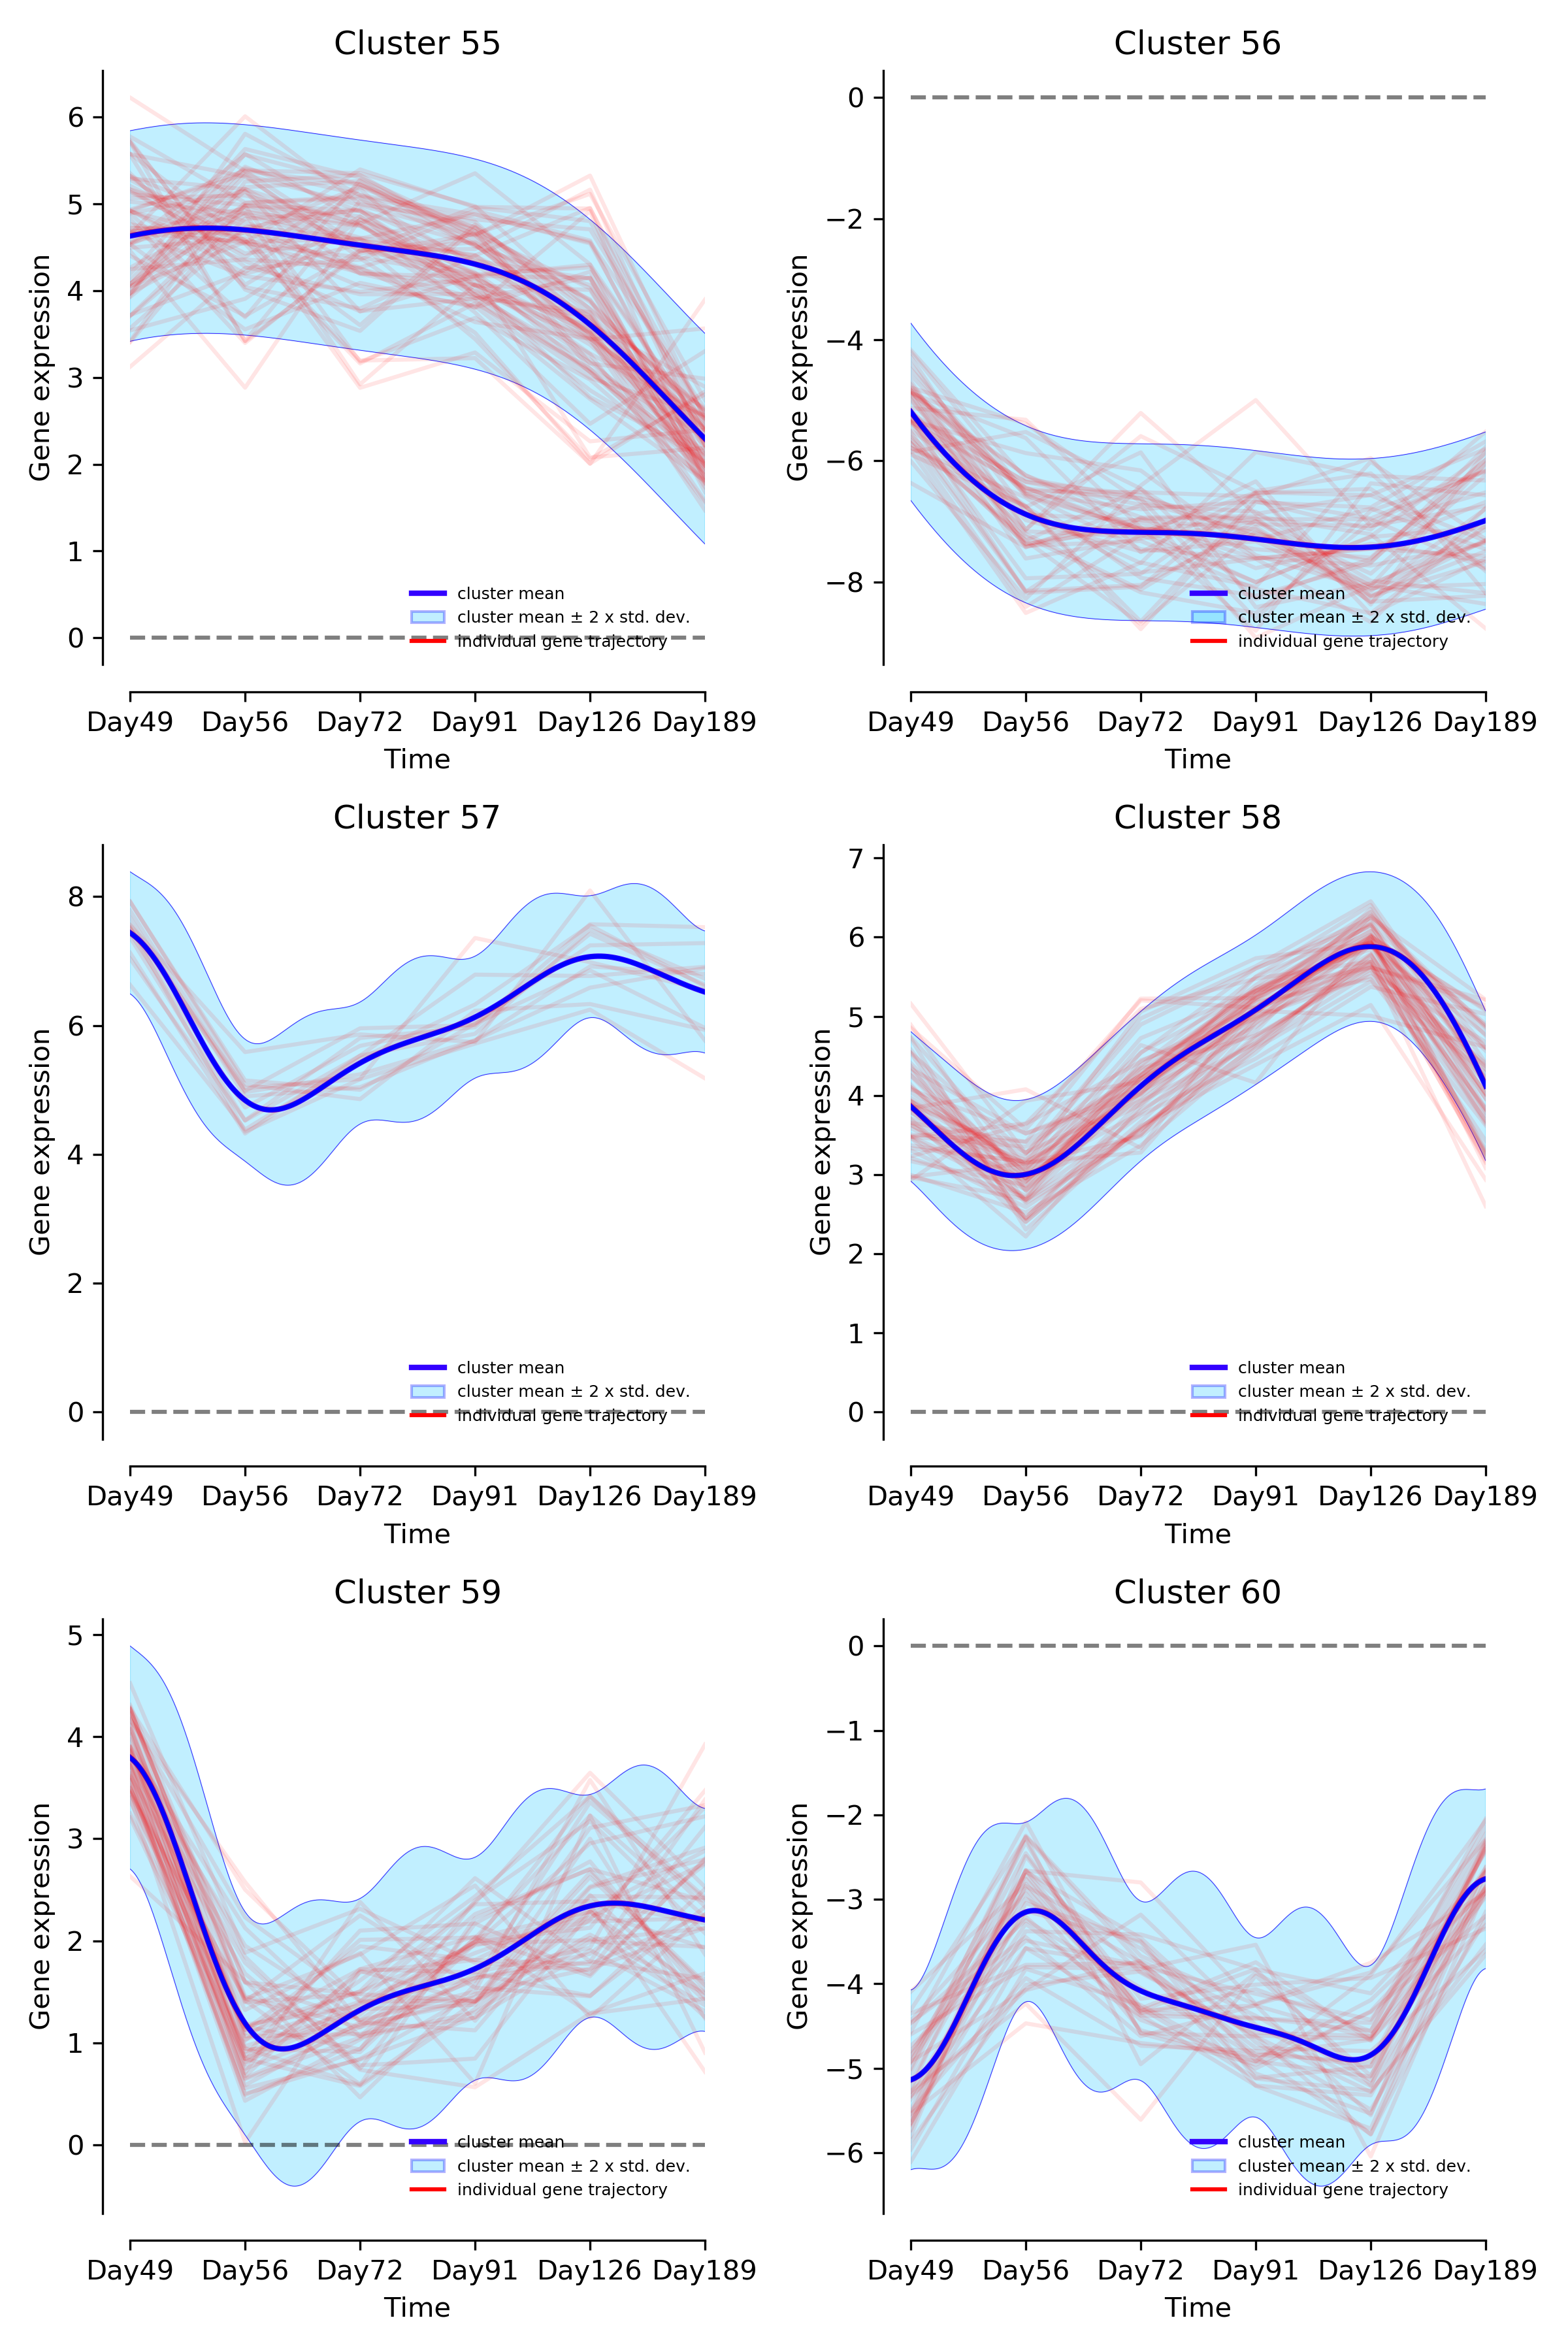 Cluster 55
Gene expression
6
5
4
3
2
1
0
cluster mean
cluster mean ± 2 x std. dev.
individual gene trajectory
Day49 Day56 Day72 Day91 Day126 Day189
Time
Cluster 56
Gene expression
0
−2
−4
−6
−8
cluster mean
cluster mean ± 2 x std. dev.
individual gene trajectory
Day49 Day56 Day72 Day91 Day126 Day189
Time
Cluster 57
Gene expression
8
6
4
2
0
cluster mean
cluster mean ± 2 x std. dev.
individual gene trajectory
Day49 Day56 Day72 Day91 Day126 Day189
Time
Cluster 58
Gene expression
7
6
5
4
3
2
1
0
cluster mean
cluster mean ± 2 x std. dev.
individual gene trajectory
Day49 Day56 Day72 Day91 Day126 Day189
Time
Cluster 59
Gene expression
5
4
3
2
1
0
cluster mean
cluster mean ± 2 x std. dev.
individual gene trajectory
Day49 Day56 Day72 Day91 Day126 Day189
Time
Cluster 60
Gene expression
0
−1
−2
−3
−4
−5
−6
cluster mean
cluster mean ± 2 x std. dev.
individual gene trajectory
Day49 Day56 Day72 Day91 Day126 Day189
Time